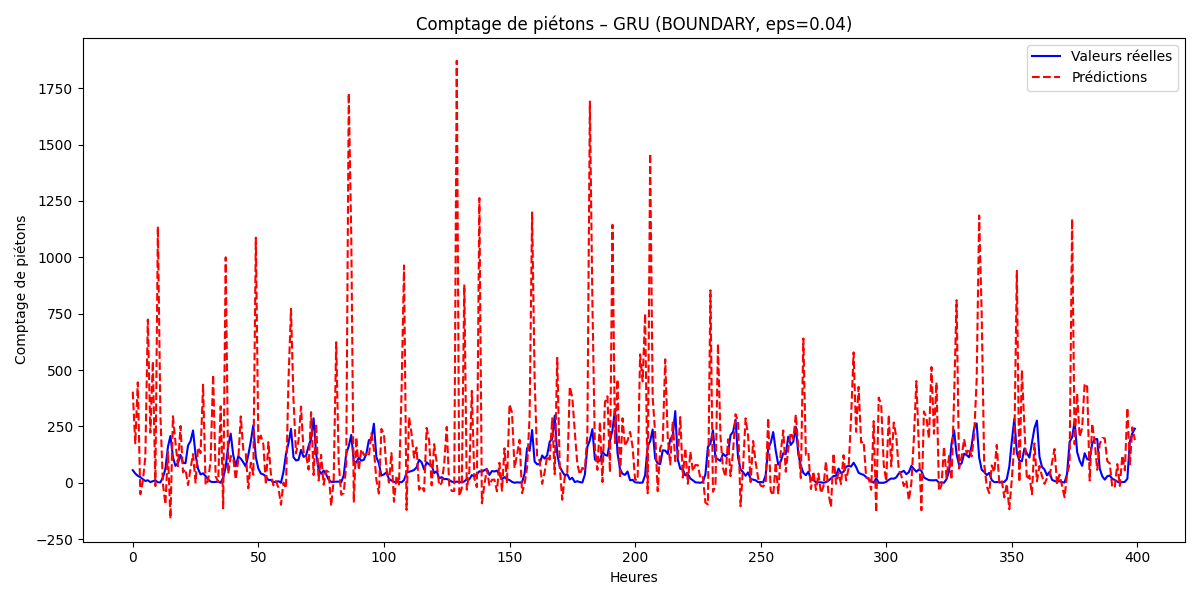 Comptage de piétons – GRU (BOUNDARY, eps=0.04)
Valeurs réelles
Prédictions
Comptage de piétons
1750
1500
1250
1000
750
500
250
0
−250
0 50 100 150 200 250 300 350 400
Heures